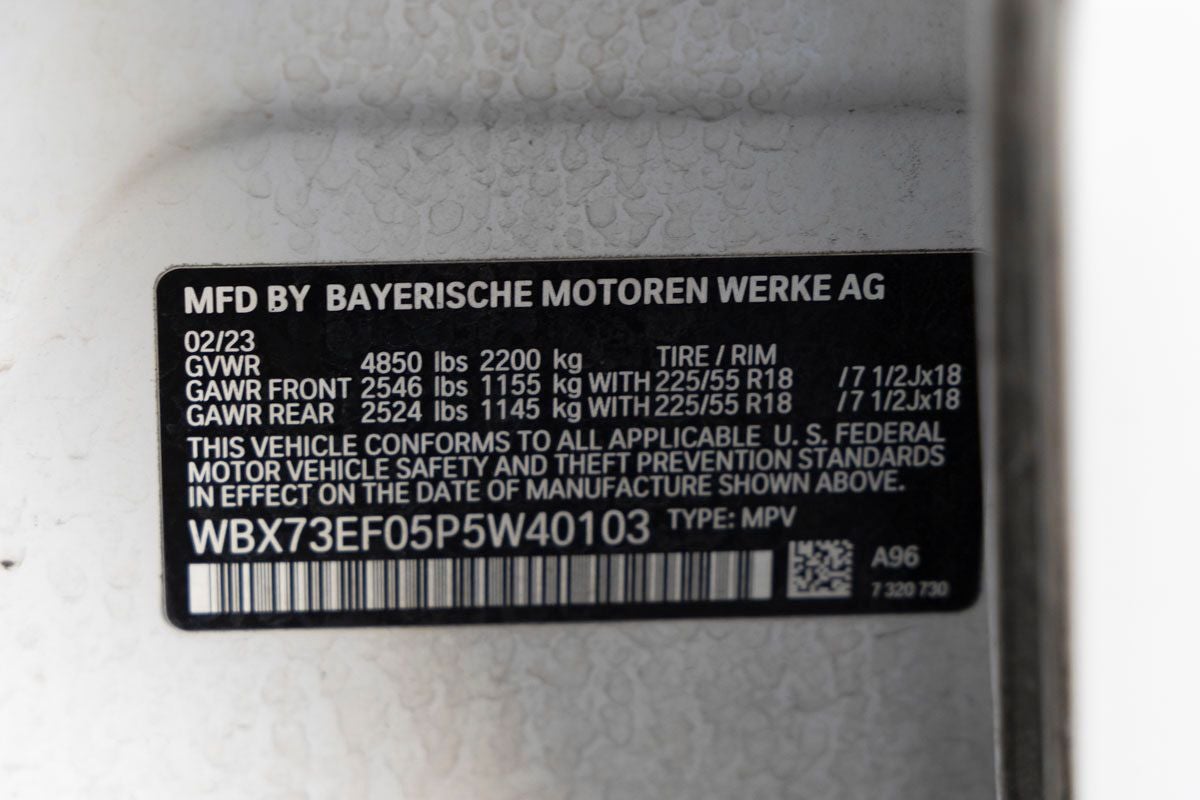 MFD BY BAYERISCHE MOTOREN WERKE AG
02/23
GVWR 4850 lbs 2200 kg TIRE / RIM
GAWR FRONT 2546 lbs 1155 kg WITH 225/55 R18 /7 1/2Jx18
GAWR REAR 2524 lbs 1145 kg WITH 225/55 R18 /7 1/2Jx18
THIS VEHICLE CONFORMS TO ALL APPLICABLE U. S. FEDERAL
MOTOR VEHICLE SAFETY AND THEFT PREVENTION STANDARDS
IN EFFECT ON THE DATE OF MANUFACTURE SHOWN ABOVE.
WBX73EF05P5W40103 TYPE: MPV
A96
7 320 730